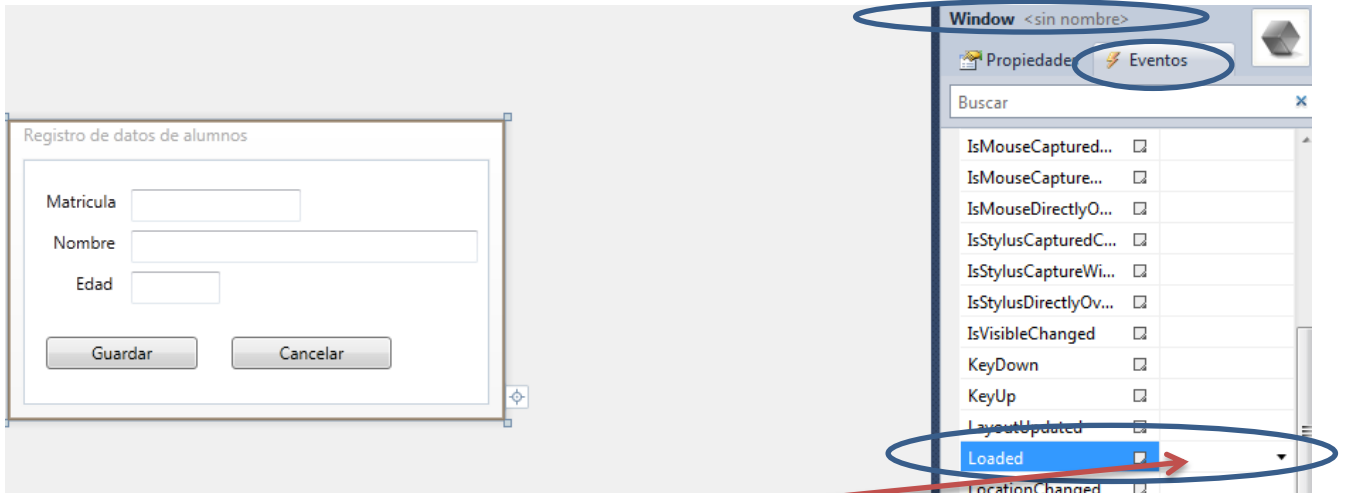 Registro de datos de alumnos
Matricula
Nombre
Edad
Guardar Cancelar
Window <sin nombre>
Propiedades Eventos
Buscar
IsMouseCaptured...
IsMouseCapture...
IsMouseDirectlyO...
IsStylusCapturedC...
IsStylusCaptureWi...
IsStylusDirectlyOv...
IsVisibleChanged
KeyDown
KeyUp
LayoutUpdated
Loaded
LocationChanged